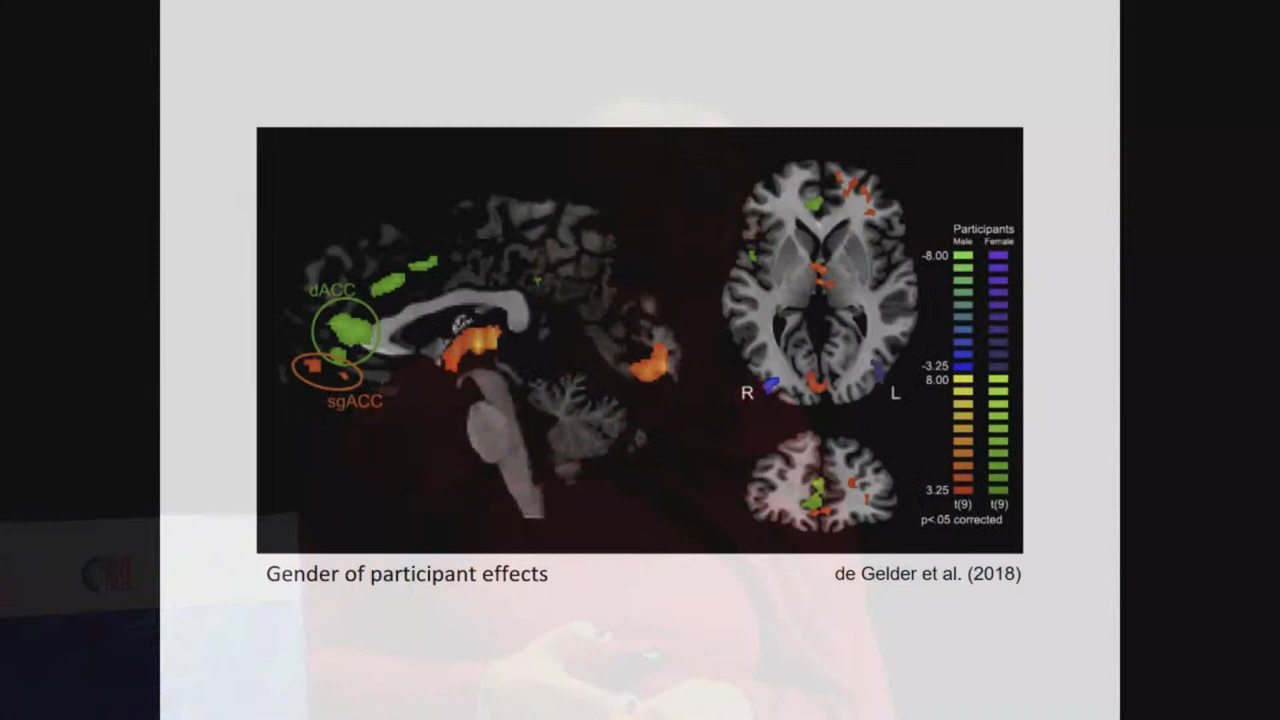 dACC
sgACC
R
L
Participants
Male Female
-8.00
-3.25
8.00
3.25
t(9) t(9)
p<.05 corrected
Gender of participant effects
de Gelder et al. (2018)